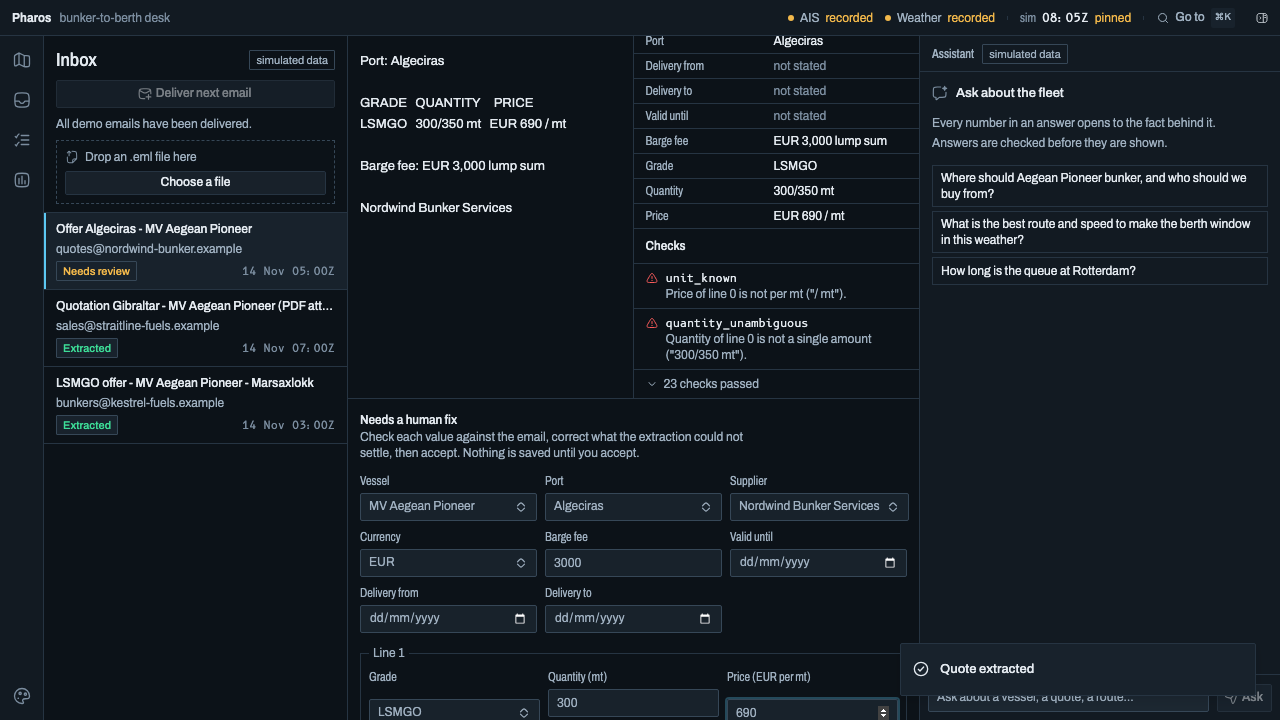 Pharos bunker-to-berth desk
AIS recorded Weather recorded sim 08:05Z pinned Go to ⌘K
Inbox
simulated data
Deliver next email
All demo emails have been delivered.
Drop an .eml file here
Choose a file
Offer Algeciras - MV Aegean Pioneer
quotes@nordwind-bunker.example
Needs review 14 Nov 05:00Z
Quotation Gibraltar - MV Aegean Pioneer (PDF att...
sales@straitline-fuels.example
Extracted 14 Nov 07:00Z
LSMGO offer - MV Aegean Pioneer - Marsaxlokk
bunkers@kestrel-fuels.example
Extracted 14 Nov 03:00Z
Port: Algeciras
GRADE QUANTITY PRICE
LSMGO 300/350 mt EUR 690 / mt
Barge fee: EUR 3,000 lump sum
Nordwind Bunker Services
Port Algeciras
Delivery from not stated
Delivery to not stated
Valid until not stated
Barge fee EUR 3,000 lump sum
Grade LSMGO
Quantity 300/350 mt
Price EUR 690 / mt
Checks
unit_known
Price of line 0 is not per mt ("/ mt").
quantity_unambiguous
Quantity of line 0 is not a single amount
("300/350 mt").
23 checks passed
Needs a human fix
Check each value against the email, correct what the extraction could not
settle, then accept. Nothing is saved until you accept.
Vessel Port Supplier
MV Aegean Pioneer Algeciras Nordwind Bunker Services
Currency Barge fee Valid until
EUR 3000 dd/mm/yyyy
Delivery from Delivery to
dd/mm/yyyy dd/mm/yyyy
Line 1
Grade Quantity (mt) Price (EUR per mt)
LSMGO 300 690
Assistant simulated data
Ask about the fleet
Every number in an answer opens to the fact behind it.
Answers are checked before they are shown.
Where should Aegean Pioneer bunker, and who should we
buy from?
What is the best route and speed to make the berth window
in this weather?
How long is the queue at Rotterdam?
Quote extracted
Ask about a vessel, a quote, a route...
Ask